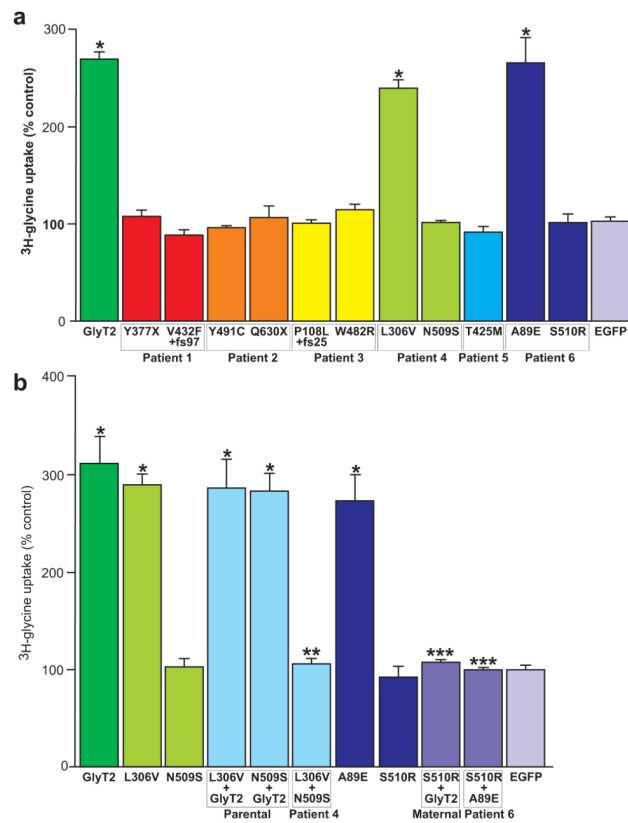 a
³H-glycine uptake (% control)
300
200
100
0
*
*
*
GlyT2 Y377X V432F Y491C Q630X P108L W482R L306V N509S T425M A89E S510R EGFP
+fs97 +fs25
Patient 1 Patient 2 Patient 3 Patient 4 Patient 5 Patient 6
b
³H-glycine uptake (% control)
400
300
200
100
0
*
*
*
*
**
*
***
***
GlyT2 L306V N509S L306V N509S L306V A89E S510R S510R S510R EGFP
+ + + + +
GlyT2 GlyT2 N509S GlyT2 A89E
Parental Patient 4 Maternal Patient 6